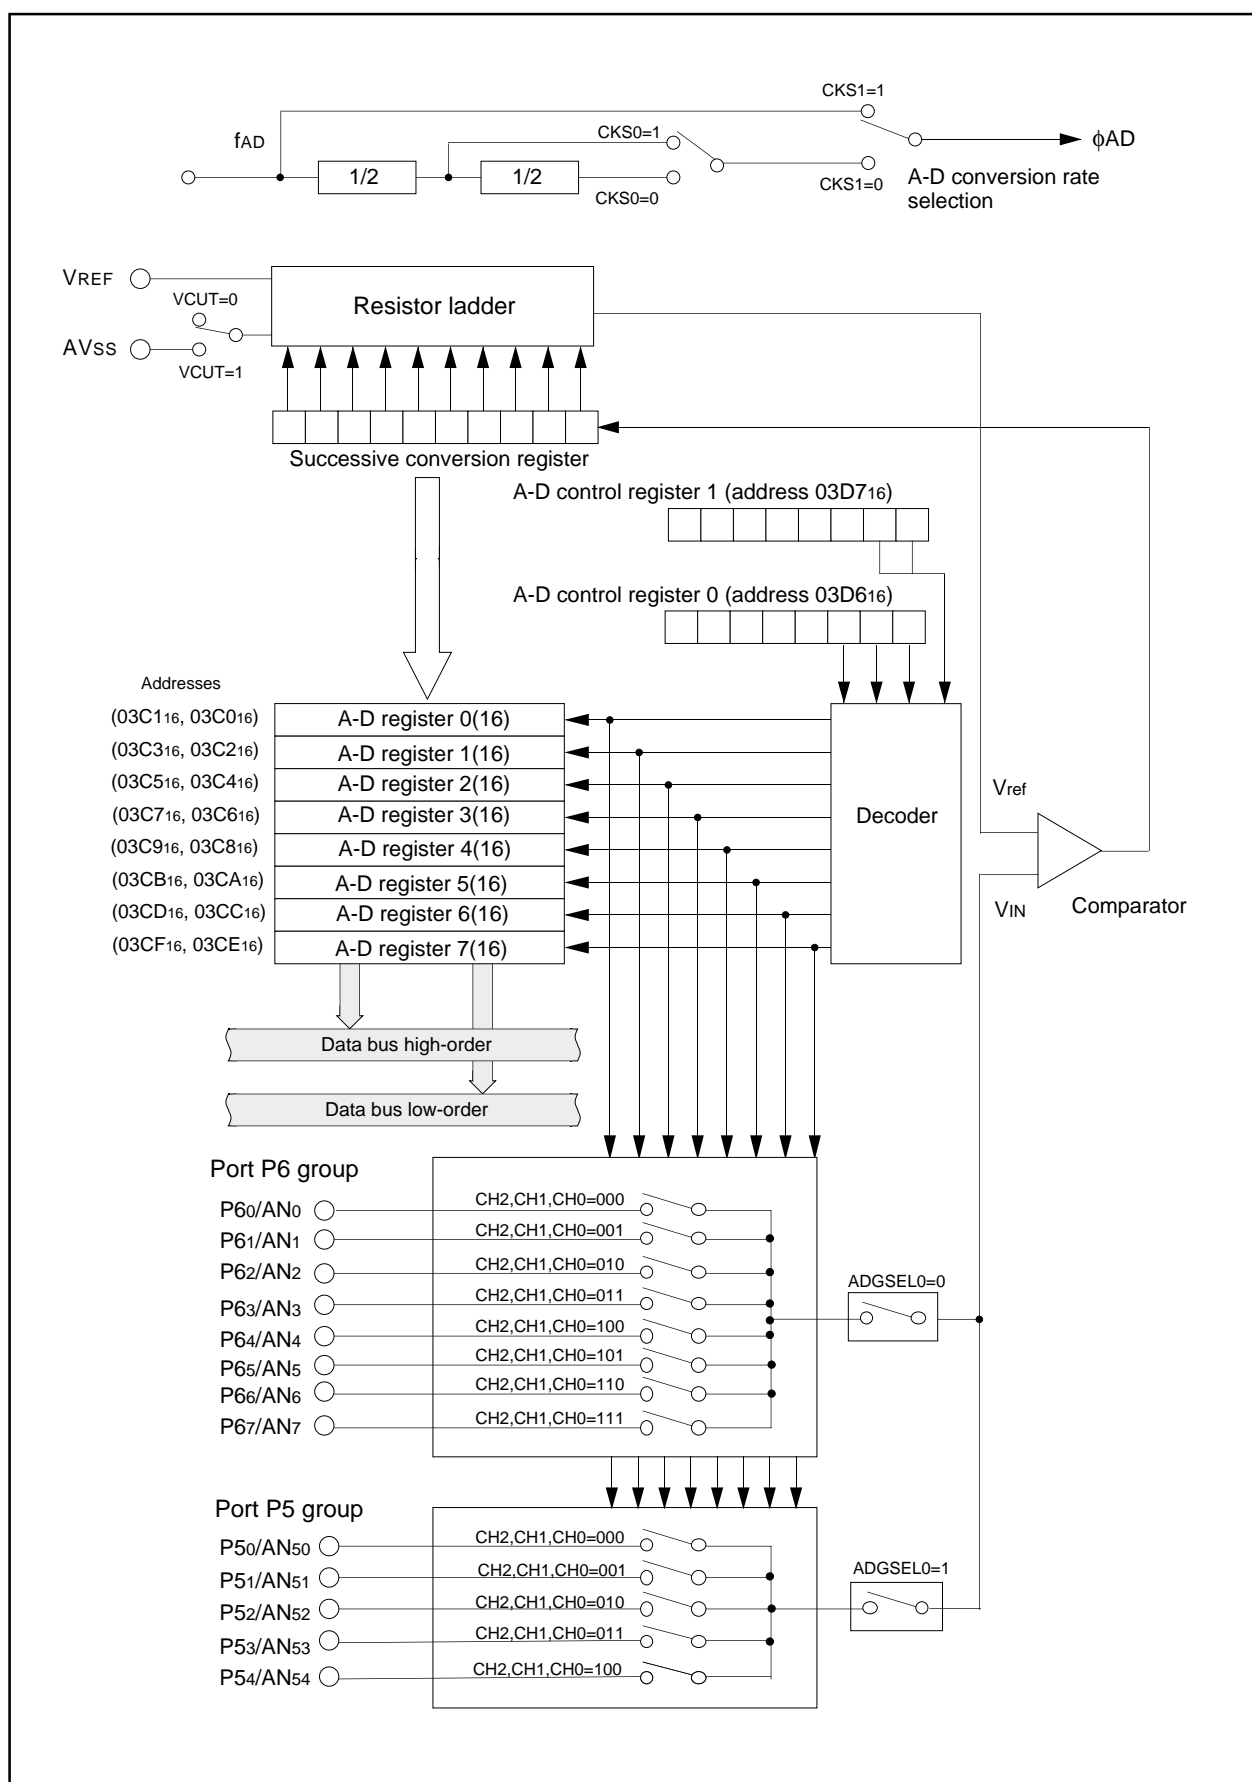 CKS1=1
fAD
CKS0=1
ϕAD
1/2
1/2
CKS0=0
CKS1=0
A-D conversion rate
selection
VREF
VCUT=0
Resistor ladder
AVSS
VCUT=1
Successive conversion register
A-D control register 1 (address 03D716)
A-D control register 0 (address 03D616)
Addresses
(03C116, 03C016)
A-D register 0(16)
(03C316, 03C216)
A-D register 1(16)
(03C516, 03C416)
A-D register 2(16)
(03C716, 03C616)
A-D register 3(16)
(03C916, 03C816)
A-D register 4(16)
(03CB16, 03CA16)
A-D register 5(16)
(03CD16, 03CC16)
A-D register 6(16)
(03CF16, 03CE16)
A-D register 7(16)
Decoder
Vref
VIN
Comparator
Data bus high-order
Data bus low-order
Port P6 group
P60/AN0
CH2,CH1,CH0=000
P61/AN1
CH2,CH1,CH0=001
P62/AN2
CH2,CH1,CH0=010
P63/AN3
CH2,CH1,CH0=011
P64/AN4
CH2,CH1,CH0=100
P65/AN5
CH2,CH1,CH0=101
P66/AN6
CH2,CH1,CH0=110
P67/AN7
CH2,CH1,CH0=111
ADGSEL0=0
Port P5 group
P50/AN50
CH2,CH1,CH0=000
P51/AN51
CH2,CH1,CH0=001
P52/AN52
CH2,CH1,CH0=010
P53/AN53
CH2,CH1,CH0=011
P54/AN54
CH2,CH1,CH0=100
ADGSEL0=1